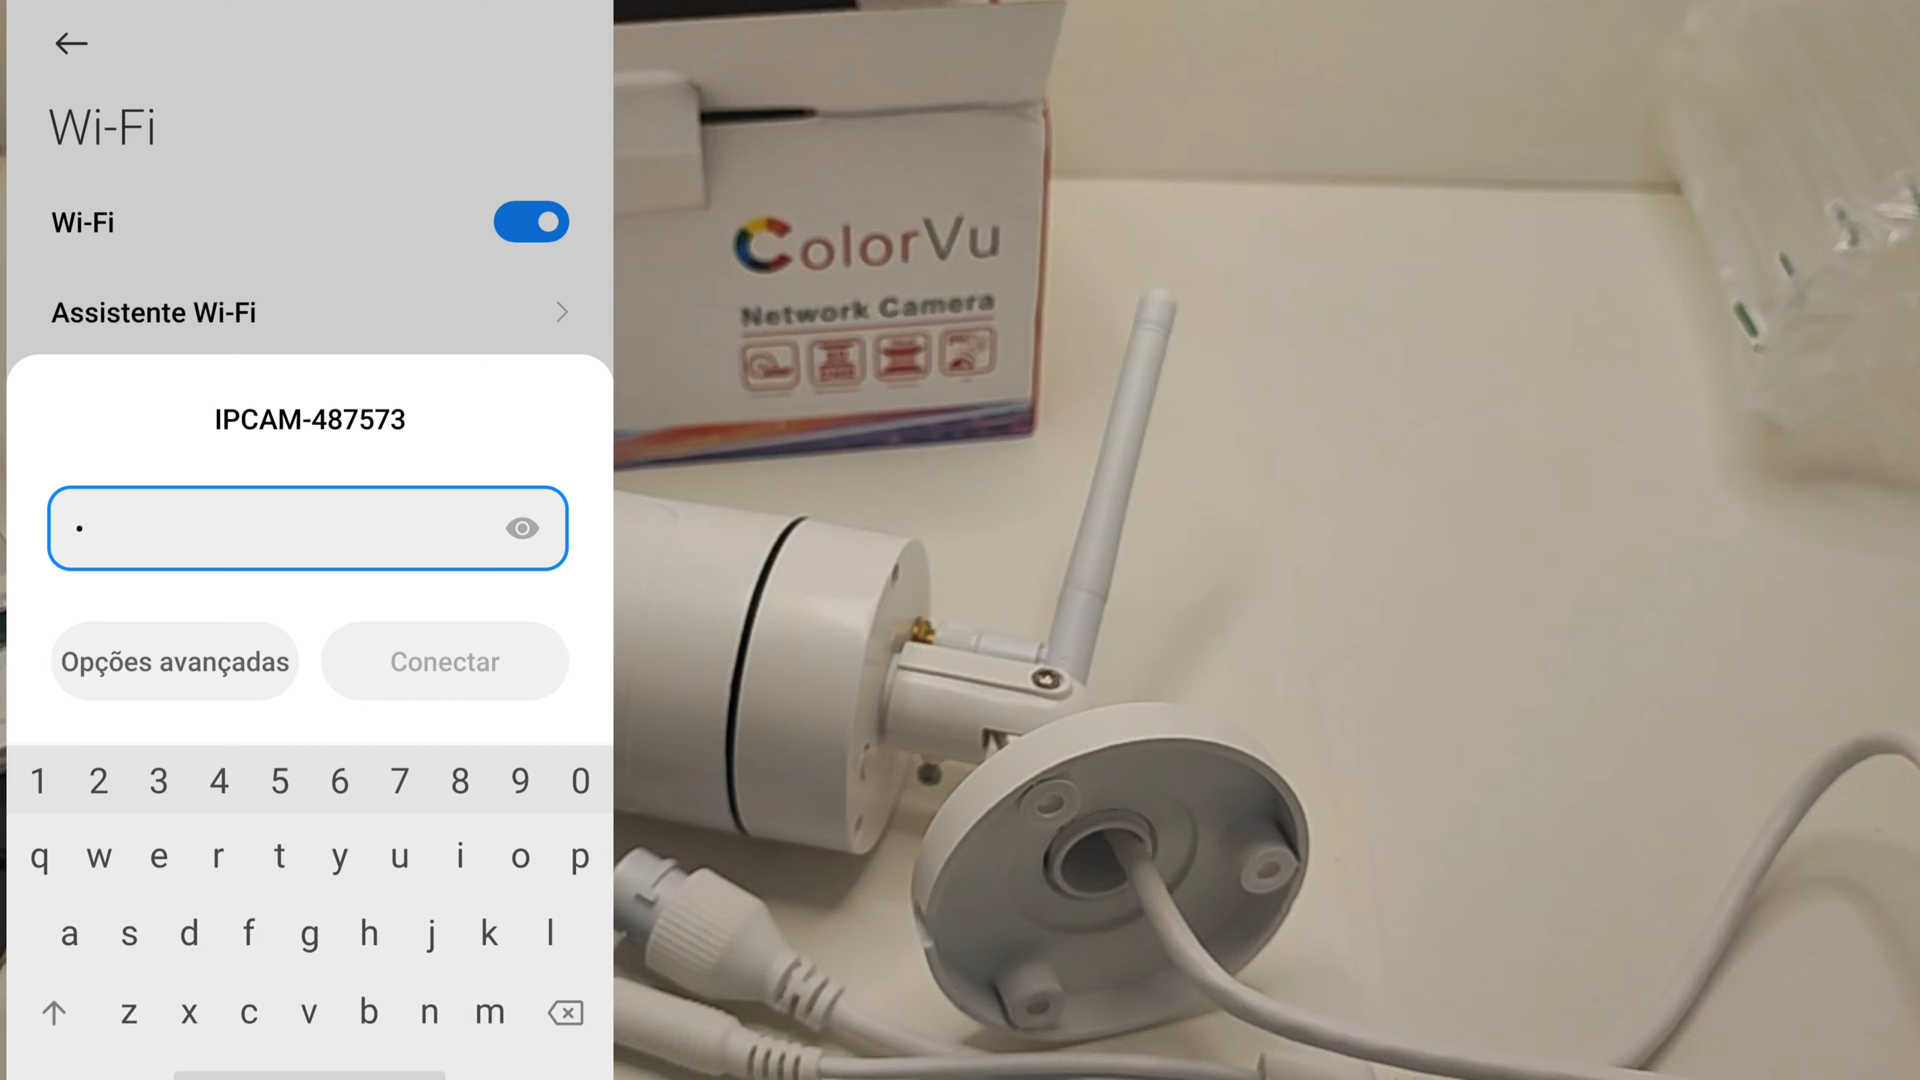 Wi-Fi
Wi-Fi
Assistente Wi-Fi
IPCAM-487573
•
Opções avançadas
Conectar
1 2 3 4 5 6 7 8 9 0
q w e r t y u i o p
a s d f g h j k l
z x c v b n m
ColorVu
Network Camera